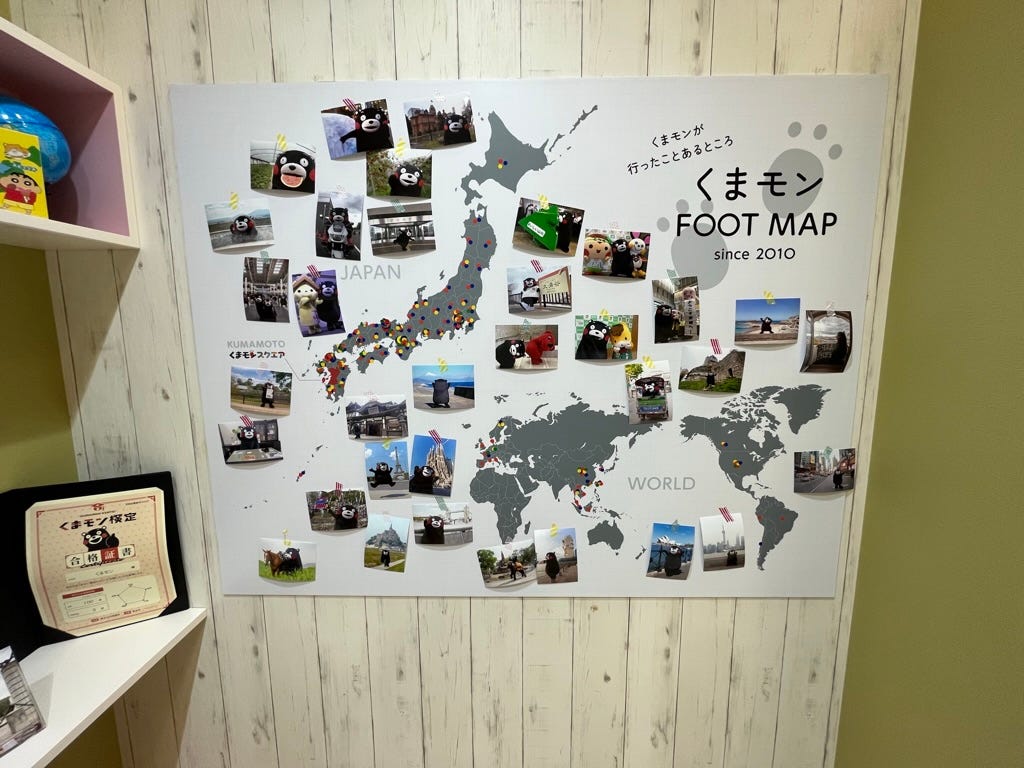 くまモンが
行ったことあるところ
くまモン
FOOT MAP
since 2010
JAPAN
KUMAMOTO
くまモンスクエア
WORLD
くまモン検定
合格証書